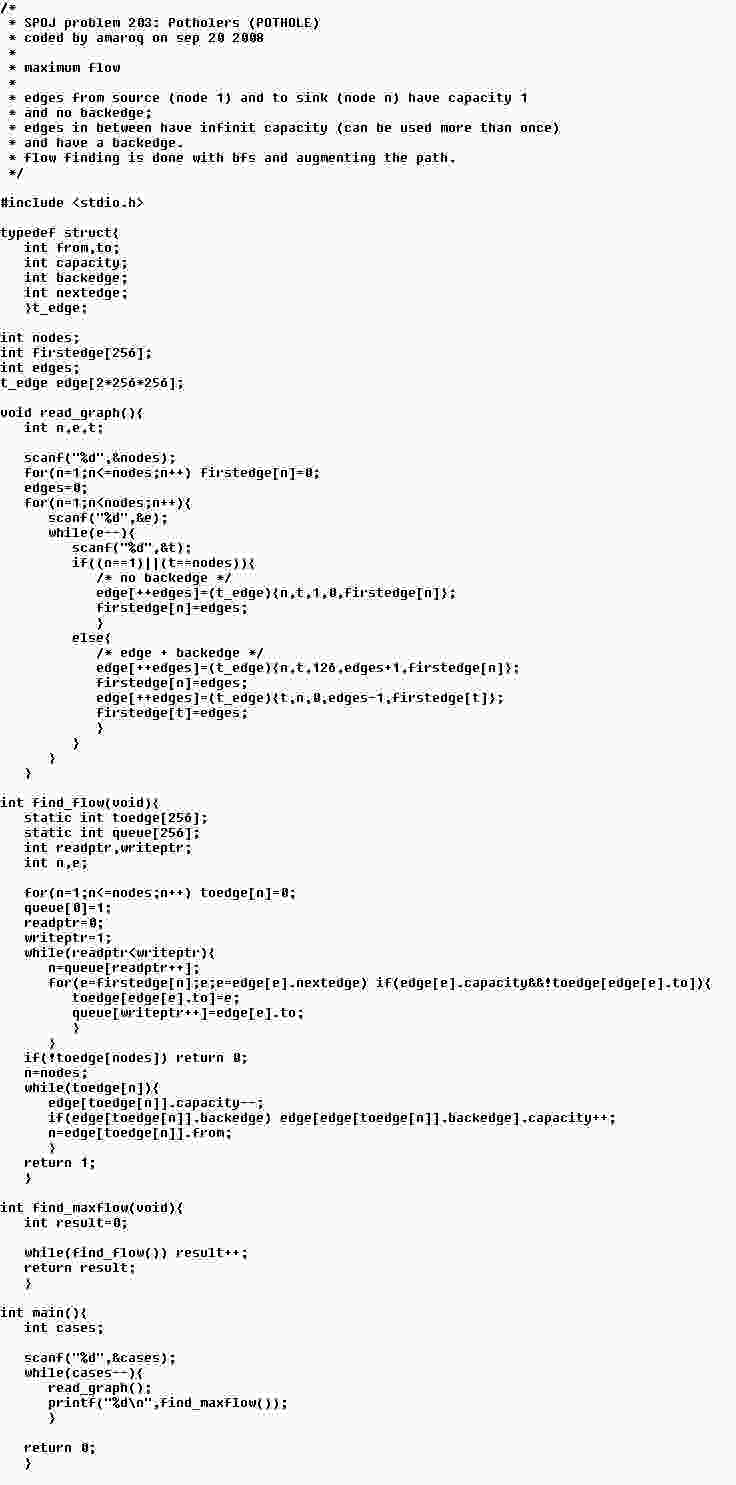 /*
 * SPOJ problem 203: Potholers (POTHOLE)
 * coded by amaroq on sep 20 2008
 *
 * maximum flow
 *
 * edges from source (node 1) and to sink (node n) have capacity 1
 * and no backedge;
 * edges in between have infinit capacity (can be used more than once)
 * and have a backedge.
 * flow finding is done with bfs and augmenting the path.
 */

#include <stdio.h>

typedef struct{
   int from,to;
   int capacity;
   int backedge;
   int nextedge;
   }t_edge;

int nodes;
int firstedge[256];
int edges;
t_edge edge[2*256*256];

void read_graph(){
   int n,e,t;

   scanf("%d",&nodes);
   for(n=1;n<=nodes;n++) firstedge[n]=0;
   edges=0;
   for(n=1;n<nodes;n++){
      scanf("%d",&e);
      while(e--){
         scanf("%d",&t);
         if((n==1)||(t==nodes)){
            /* no backedge */
            edge[++edges]=(t_edge){n,t,1,0,firstedge[n]};
            firstedge[n]=edges;
            }
         else{
            /* edge + backedge */
            edge[++edges]=(t_edge){n,t,126,edges+1,firstedge[n]};
            firstedge[n]=edges;
            edge[++edges]=(t_edge){t,n,0,edges-1,firstedge[t]};
            firstedge[t]=edges;
            }
         }
      }
   }

int find_flow(void){
   static int toedge[256];
   static int queue[256];
   int readptr,writeptr;
   int n,e;

   for(n=1;n<=nodes;n++) toedge[n]=0;
   queue[0]=1;
   readptr=0;
   writeptr=1;
   while(readptr<writeptr){
      n=queue[readptr++];
      for(e=firstedge[n];e;e=edge[e].nextedge) if(edge[e].capacity&&!toedge[edge[e].to]){
         toedge[edge[e].to]=e;
         queue[writeptr++]=edge[e].to;
         }
      }
   if(!toedge[nodes]) return 0;
   n=nodes;
   while(toedge[n]){
      edge[toedge[n]].capacity--;
      if(edge[toedge[n]].backedge) edge[edge[toedge[n]].backedge].capacity++;
      n=edge[toedge[n]].from;
      }
   return 1;
   }

int find_maxflow(void){
   int result=0;

   while(find_flow()) result++;
   return result;
   }

int main(){
   int cases;

   scanf("%d",&cases);
   while(cases--){
      read_graph();
      printf("%d\n",find_maxflow());
      }

   return 0;
   }